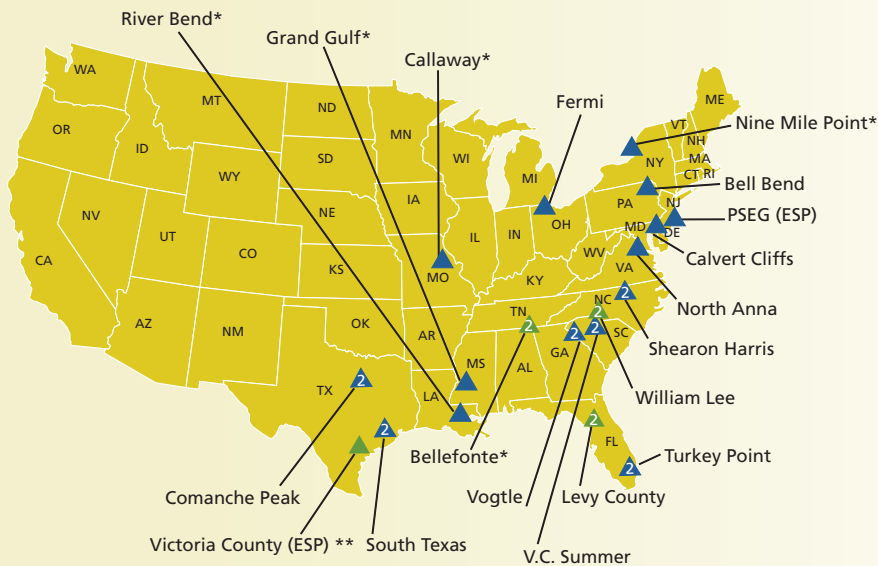 River Bend*
Grand Gulf*
Callaway*
Fermi
Nine Mile Point*
Bell Bend
PSEG (ESP)
Calvert Cliffs
North Anna
Shearon Harris
William Lee
Turkey Point
Levy County
V.C. Summer
Vogtle
Bellefonte*
South Texas
Victoria County (ESP) **
Comanche Peak
WA
MT
ND
MN
WI
MI
ME
VT
NH
OR
ID
SD
NY
MA
CT
RI
WY
IA
PA
NJ
NV
NE
IL
IN
OH
MD
DE
UT
CO
WV
CA
KS
MO
KY
VA
2
AZ
NM
OK
AR
TN
NC
2
2
2
2
SC
MS
AL
GA
TX
2
LA
2
2
FL
2